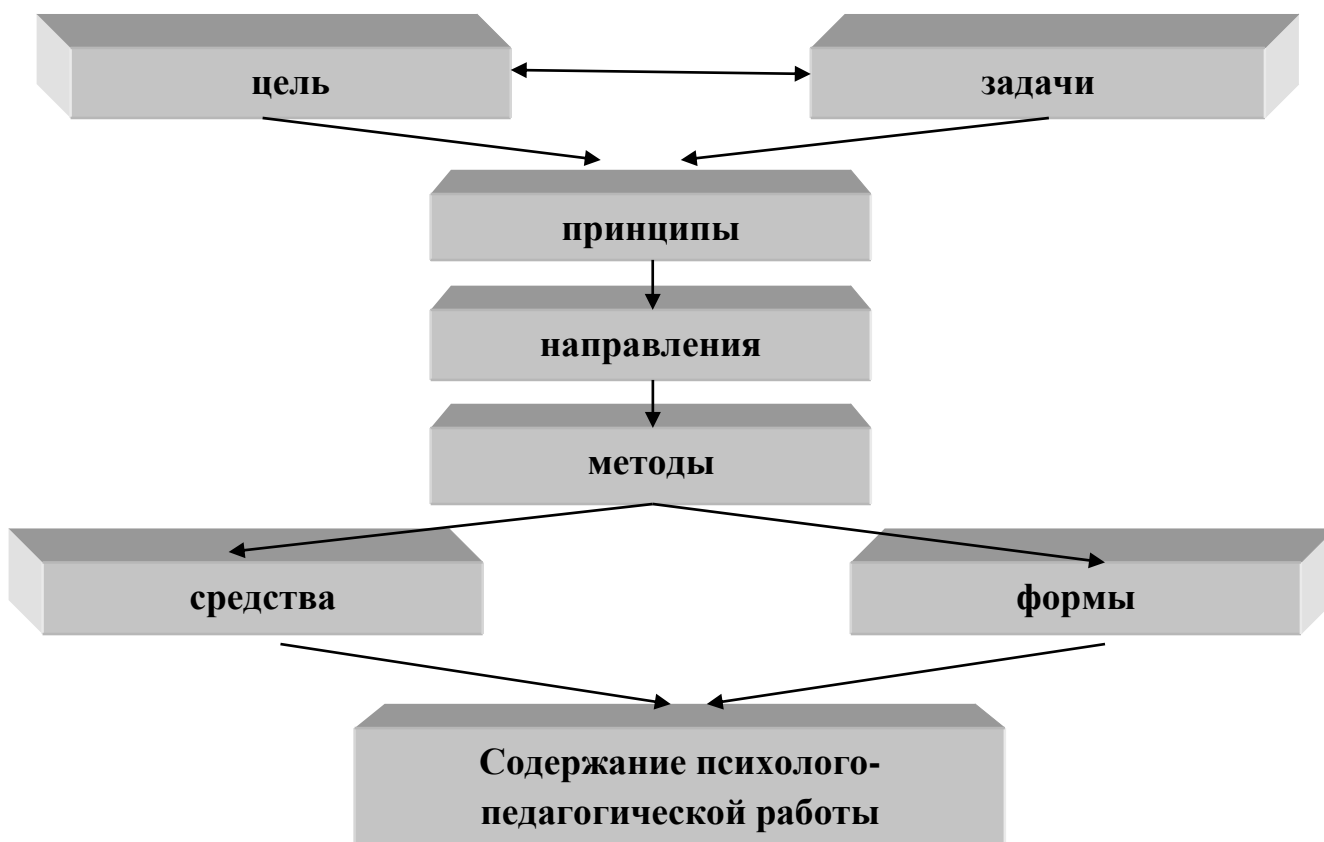 цель
задачи
принципы
направления
методы
средства
формы
Содержание психолого-
педагогической работы